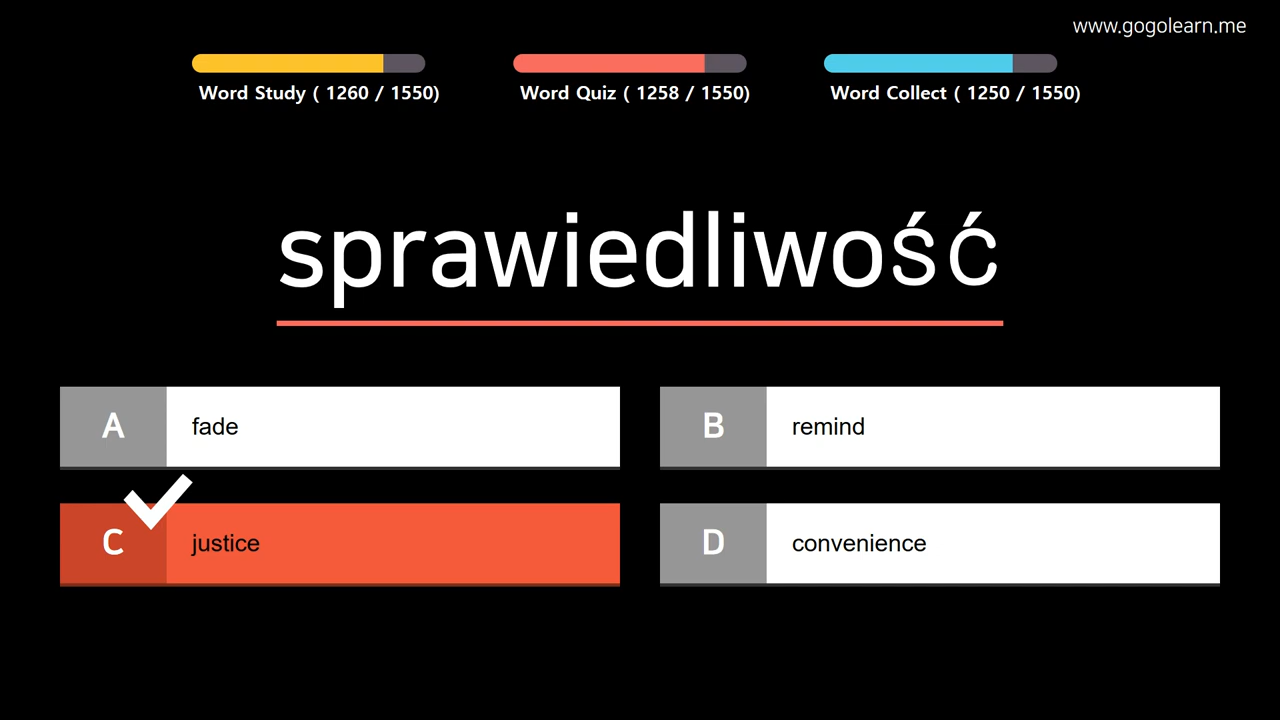 www.gogolearn.me
Word Study ( 1260 / 1550)
Word Quiz ( 1258 / 1550)
Word Collect ( 1250 / 1550)
sprawiedliwość
A fade
B remind
C justice
D convenience